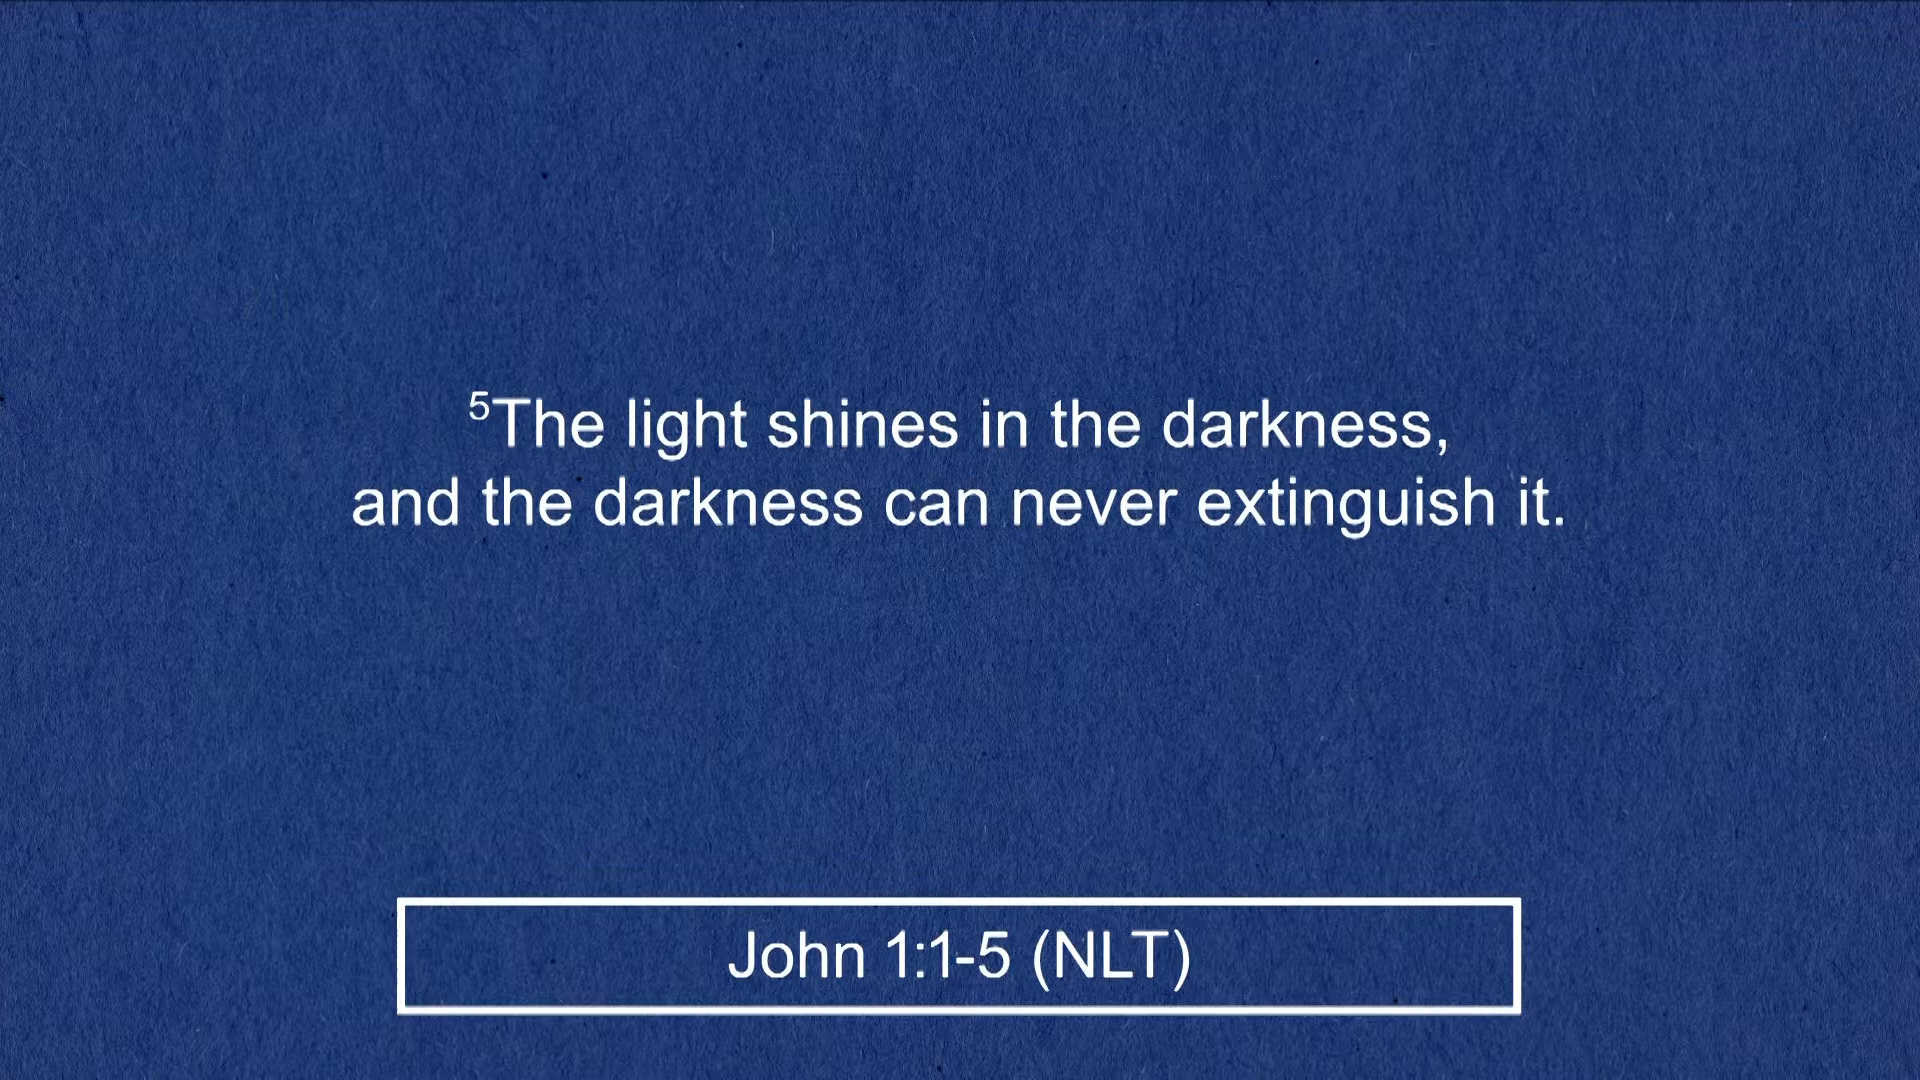 ⁵The light shines in the darkness,
and the darkness can never extinguish it.
John 1:1-5 (NLT)